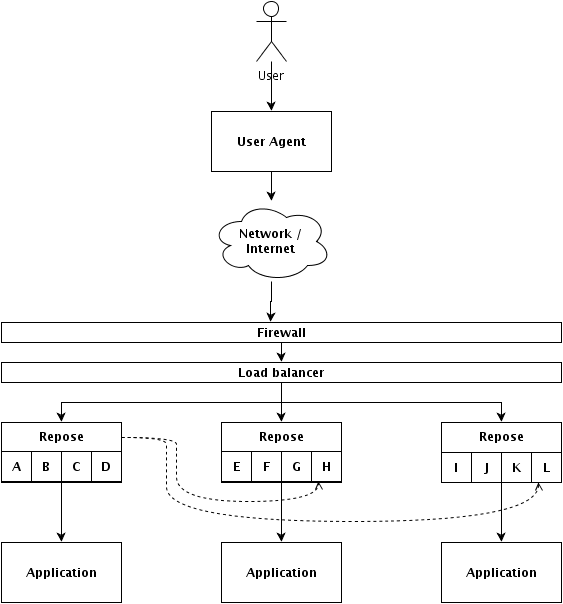 User
User Agent
Network /
Internet
Firewall
Load balancer
Repose
A B C D
Repose
E F G H
Repose
I J K L
Application
Application
Application